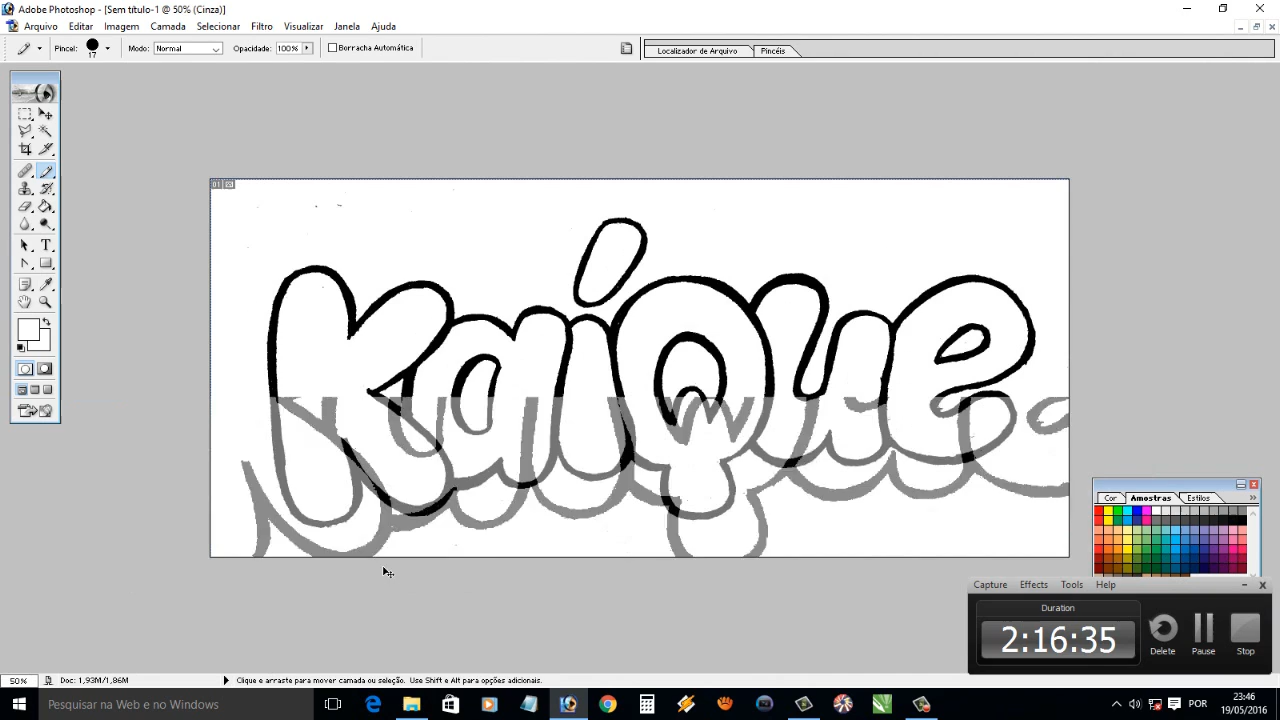 Adobe Photoshop - [Sem título-1 @ 50% (Cinza)]
Arquivo Editar Imagem Camada Selecionar Filtro Visualizar Janela Ajuda
Pincel: 17 Modo: Normal Opacidade: 100% Borracha Automática Localizador de Arquivo Pincéis
01
Kaíque
Cor Amostras Estilos
Capture Effects Tools Help
Duration
2:16:35
Delete Pause Stop
50% Doc: 1,93M/1,86M Clique e arraste para mover camada ou seleção. Use Shift e Alt para opções adicionais.
Pesquisar na Web e no Windows
POR
23:46
19/05/2016